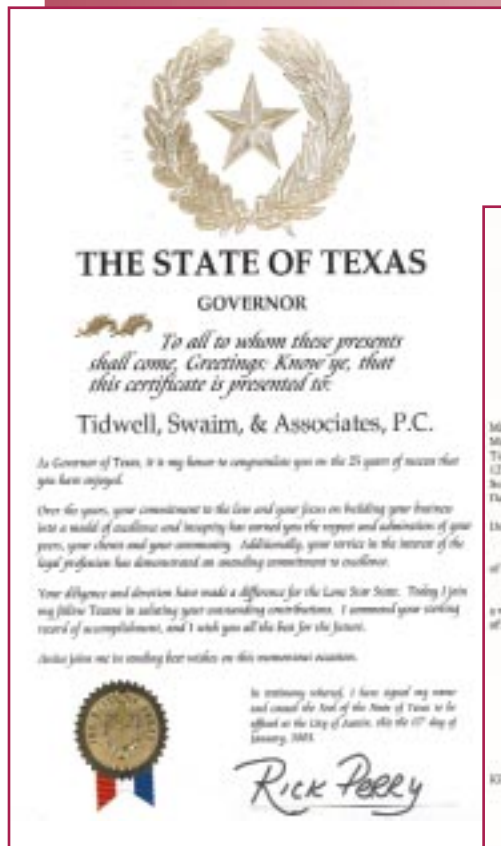 THE STATE OF TEXAS
GOVERNOR
To all to whom these presents
shall come, Greetings: Know ye, that
this certificate is presented to:
Tidwell, Swaim, & Associates, P.C.
As Governor of Texas, it is my honor to congratulate you on the 25 years of success that
you have enjoyed.
Over the years, your commitment to the law and your focus on building your business
into a model of excellence and integrity has earned you the respect and admiration of your
peers, your clients and your community. Additionally, your service in the interest of the
legal profession has demonstrated an unending commitment to excellence.
Your diligence and devotion have made a difference for the Lone Star State. Today I join
my fellow Texans in saluting your outstanding contributions. I commend your sterling
record of accomplishment, and I wish you all the best for the future.
Anita joins me in sending best wishes on this momentous occasion.
In testimony whereof, I have signed my name
and caused the Seal of the State of Texas to be
affixed at the City of Austin, this the day of
January,
RICK PERRY